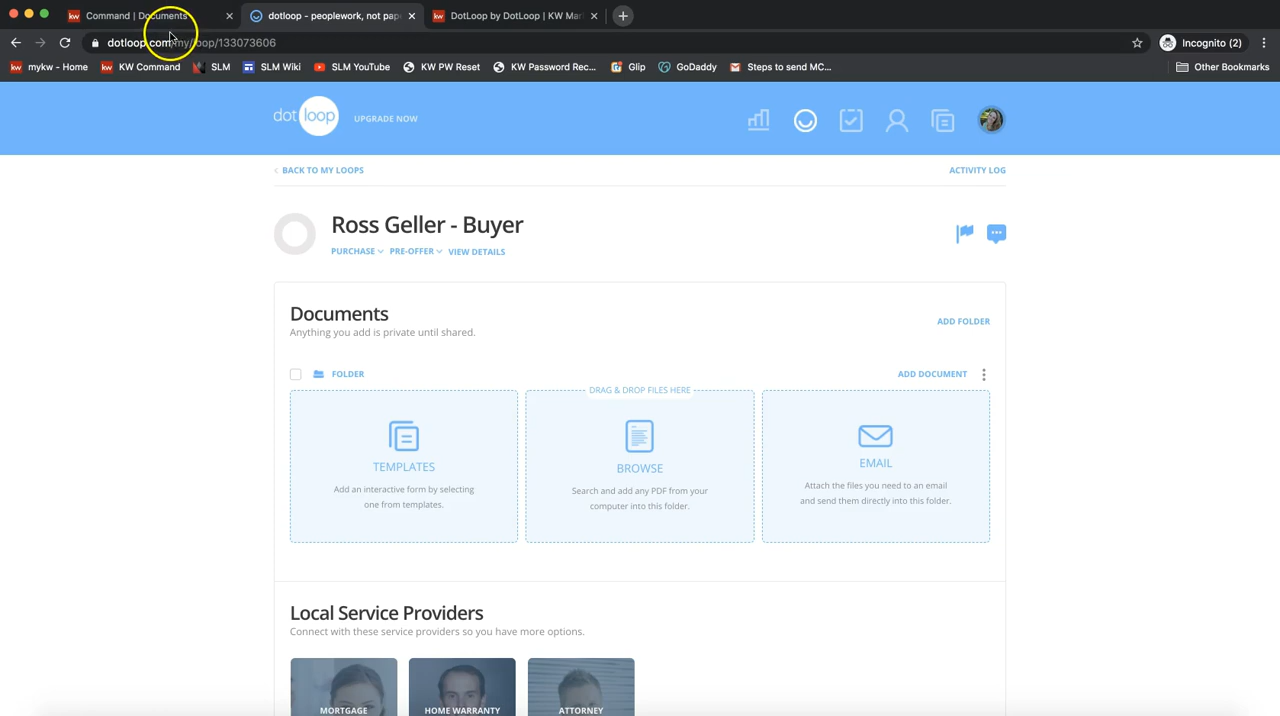 Command | Documents
dotloop - peoplework, not pap
DotLoop by DotLoop | KW Mar
dotloop.com/my/loop/133073606
Incognito (2)
mykw - Home
KW Command
SLM
SLM Wiki
SLM YouTube
KW PW Reset
KW Password Rec...
Glip
GoDaddy
Steps to send MC...
Other Bookmarks
dot loop
UPGRADE NOW
BACK TO MY LOOPS
ACTIVITY LOG
Ross Geller - Buyer
PURCHASE PRE-OFFER VIEW DETAILS
Documents
Anything you add is private until shared.
ADD FOLDER
FOLDER
ADD DOCUMENT
DRAG & DROP FILES HERE
TEMPLATES
Add an interactive form by selecting
one from templates.
BROWSE
Search and add any PDF from your
computer into this folder.
EMAIL
Attach the files you need to an email
and send them directly into this folder.
Local Service Providers
Connect with these service providers so you have more options.
MORTGAGE
HOME WARRANTY
ATTORNEY